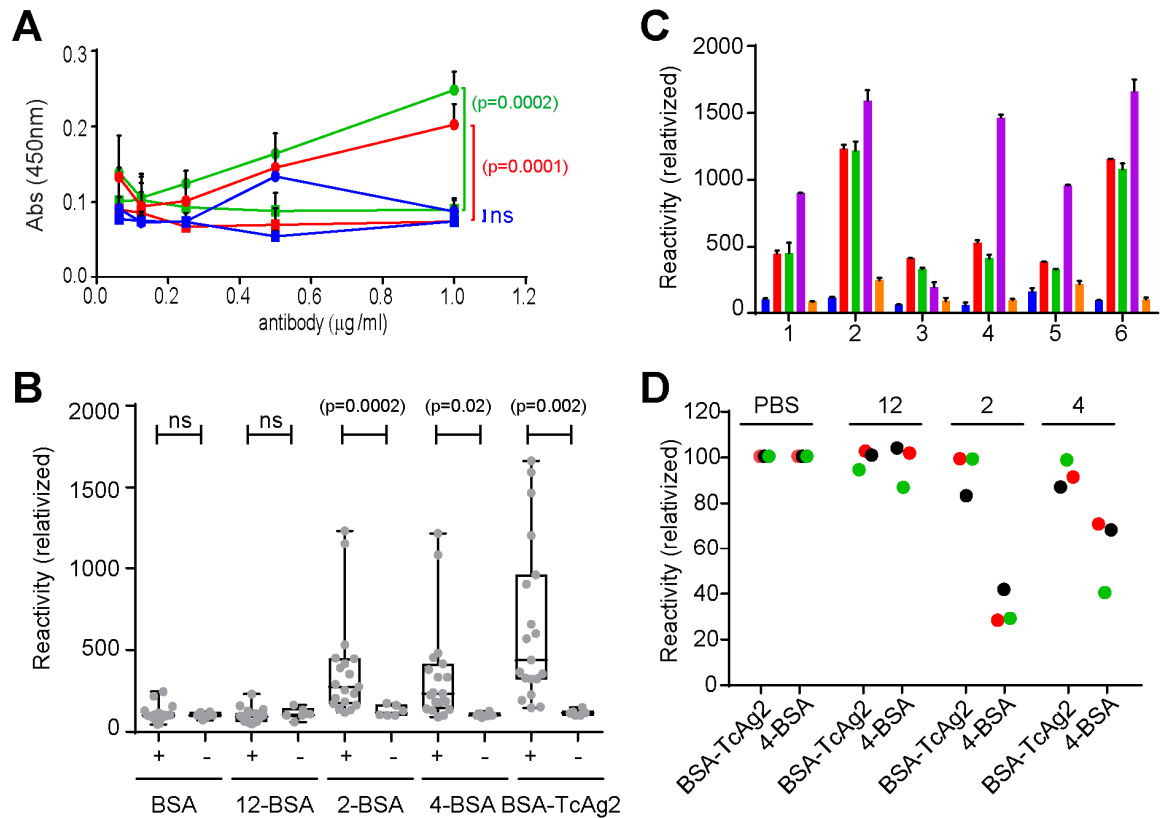 A
0.3
0.2
0.1
0.0
Abs (450nm)
0.0 0.2 0.4 0.6 0.8 1.0 1.2
antibody (µg/ml)
(p=0.0002)
(p=0.0001)
ns
C
2000
1500
1000
500
0
Reactivity (relativized)
1 2 3 4 5 6
B
2000
1500
1000
500
0
Reactivity (relativized)
ns ns (p=0.0002) (p=0.02) (p=0.002)
+ - + - + - + - + -
BSA 12-BSA 2-BSA 4-BSA BSA-TcAg2
D
120
100
80
60
40
20
0
Reactivity (relativized)
PBS 12 2 4
BSA-TcAg2
4-BSA
BSA-TcAg2
4-BSA
BSA-TcAg2
4-BSA
BSA-TcAg2
4-BSA